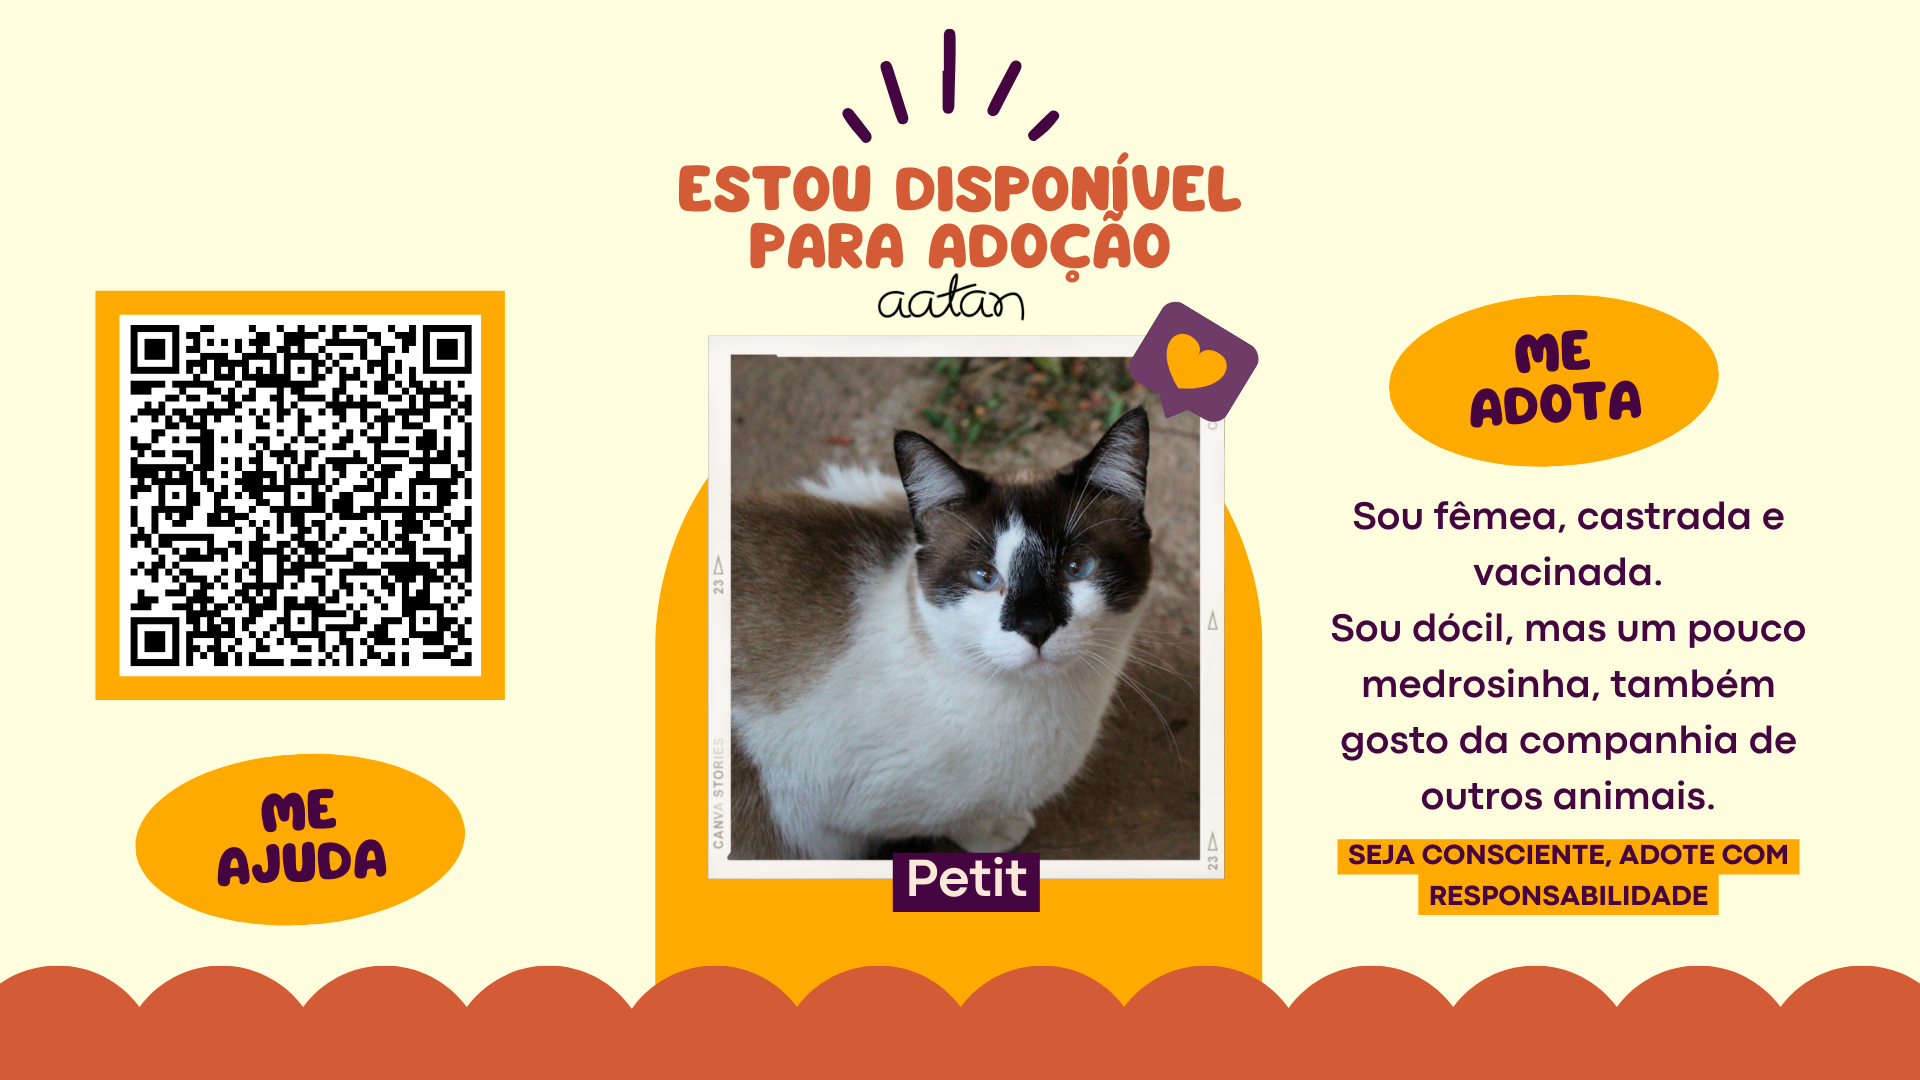 ESTOU DISPONÍVEL
PARA ADOÇÃO
aatan
ME
AJUDA
23
CANVA STORIES
C
23
Petit
ME
ADOTA
Sou fêmea, castrada e
vacinada.
Sou dócil, mas um pouco
medrosinha, também
gosto da companhia de
outros animais.
SEJA CONSCIENTE, ADOTE COM
RESPONSABILIDADE